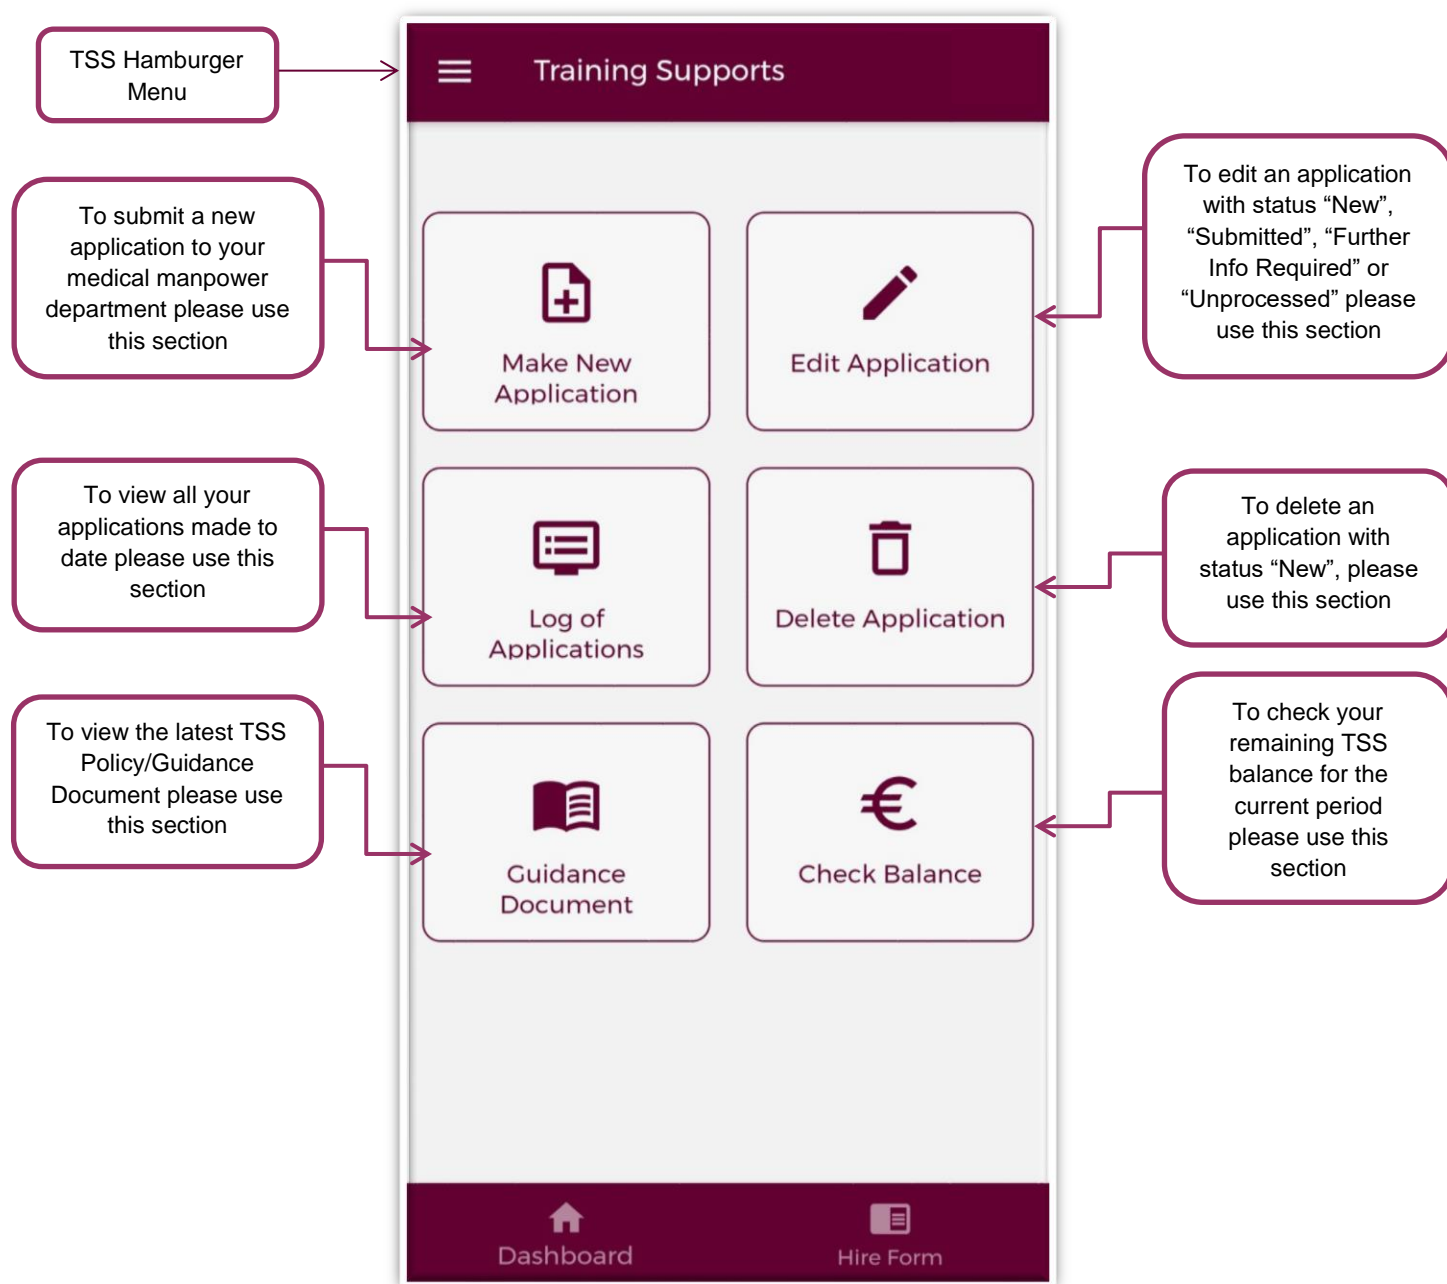 TSS Hamburger
Menu
Training Supports
To submit a new
application to your
medical manpower
department please use
this section
Make New
Application
Edit Application
To edit an application
with status “New”,
“Submitted”, “Further
Info Required” or
“Unprocessed” please
use this section
To view all your
applications made to
date please use this
section
Log of
Applications
Delete Application
To delete an
application with
status “New”, please
use this section
To view the latest TSS
Policy/Guidance
Document please use
this section
Guidance
Document
€
Check Balance
To check your
remaining TSS
balance for the
current period
please use this
section
Dashboard
Hire Form